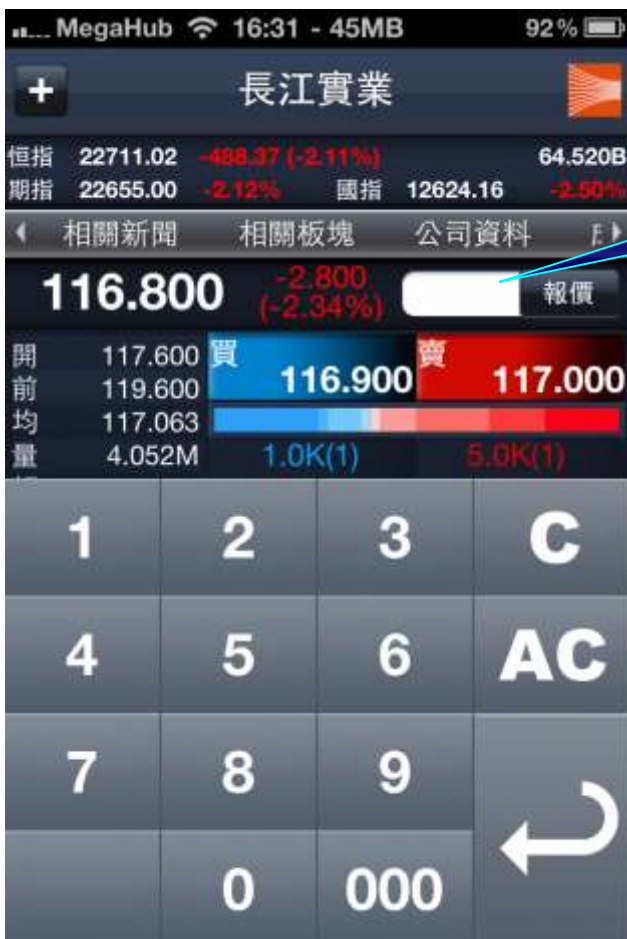 MegaHub 16:31 - 45MB 92%
+ 長江實業
恒指 22711.02 -488.37 (-2.11%) 64.520B
期指 22655.00 -2.12% 國指 12624.16 -2.50%
相關新聞 相關板塊 公司資料
116.800 -2.800 (-2.34%) 報價
開 117.600 買 116.900 賣 117.000
前 119.600
均 117.063
量 4.052M 1.0K(1) 5.0K(1)
1 2 3 C
4 5 6 AC
7 8 9
0 000